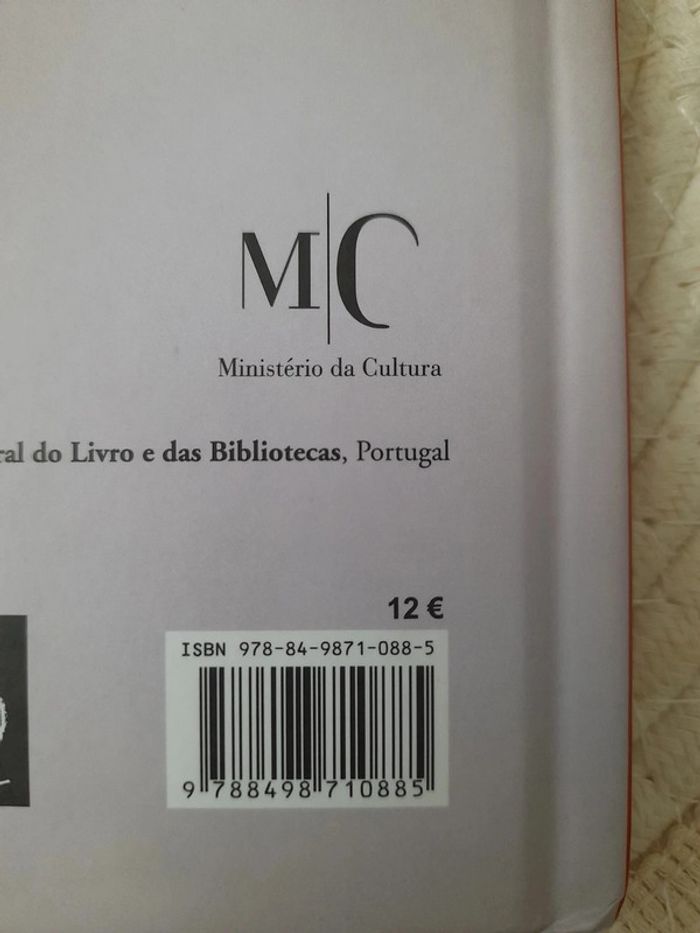 M|C
Ministério da Cultura
ral do Livro e das Bibliotecas, Portugal
12 €
ISBN 978-84-9871-088-5
9 788498 710885